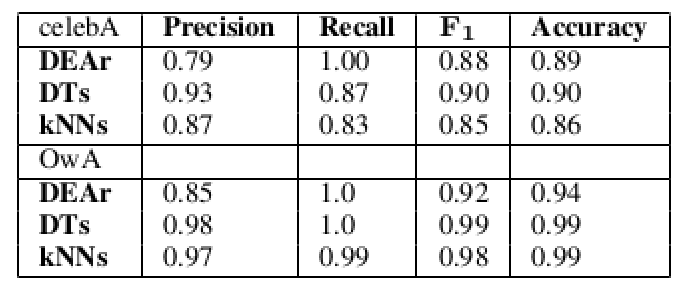 celebA Precision Recall F1 Accuracy
DEAr 0.79 1.00 0.88 0.89
DTs 0.93 0.87 0.90 0.90
kNNs 0.87 0.83 0.85 0.86
OwA
DEAr 0.85 1.0 0.92 0.94
DTs 0.98 1.0 0.99 0.99
kNNs 0.97 0.99 0.98 0.99